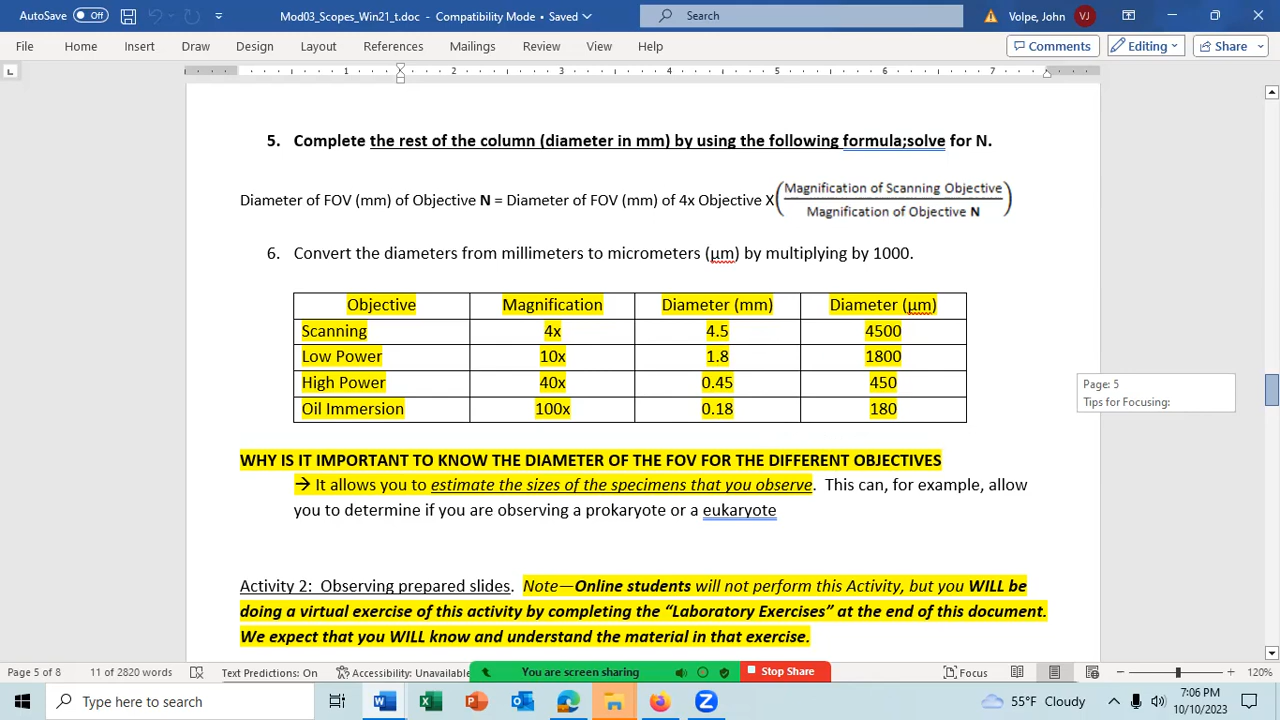 AutoSave Off Mod03_Scopes_Win21_t.doc - Compatibility Mode • Saved Search Volpe, John VJ
File Home Insert Draw Design Layout References Mailings Review View Help Comments Editing Share
1 2 3 4 5 6 7
5. Complete the rest of the column (diameter in mm) by using the following formula;solve for N.
Diameter of FOV (mm) of Objective N = Diameter of FOV (mm) of 4x Objective X (Magnification of Scanning Objective
Magnification of Objective N)
6. Convert the diameters from millimeters to micrometers (µm) by multiplying by 1000.
Objective Magnification Diameter (mm) Diameter (µm)
Scanning 4x 4.5 4500
Low Power 10x 1.8 1800
High Power 40x 0.45 450
Oil Immersion 100x 0.18 180
Page: 5
Tips for Focusing:
WHY IS IT IMPORTANT TO KNOW THE DIAMETER OF THE FOV FOR THE DIFFERENT OBJECTIVES
→ It allows you to estimate the sizes of the specimens that you observe. This can, for example, allow
you to determine if you are observing a prokaryote or a eukaryote
Activity 2: Observing prepared slides. Note—Online students will not perform this Activity, but you WILL be
doing a virtual exercise of this activity by completing the “Laboratory Exercises” at the end of this document.
We expect that you WILL know and understand the material in that exercise.
Page 5 of 8 11 of 2820 words Text Predictions: On Accessibility: Unavailable You are screen sharing Stop Share Focus 120%
Type here to search 55°F Cloudy 7:06 PM
10/10/2023